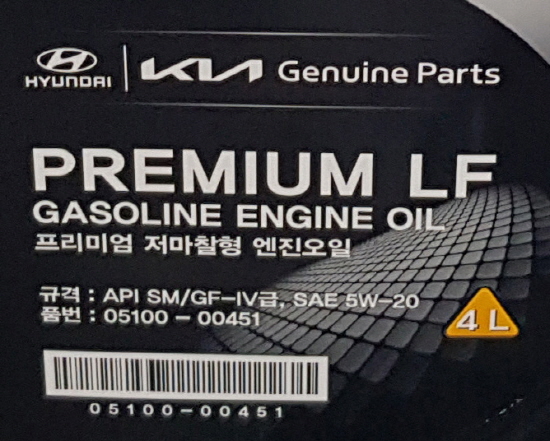 HYUNDAI | KIA Genuine Parts
PREMIUM LF
GASOLINE ENGINE OIL
프리미엄 저마찰형 엔진오일
규격 : API SM/GF-IV급, SAE 5W-20
품번 : 05100-00451
4 L
05100-00451